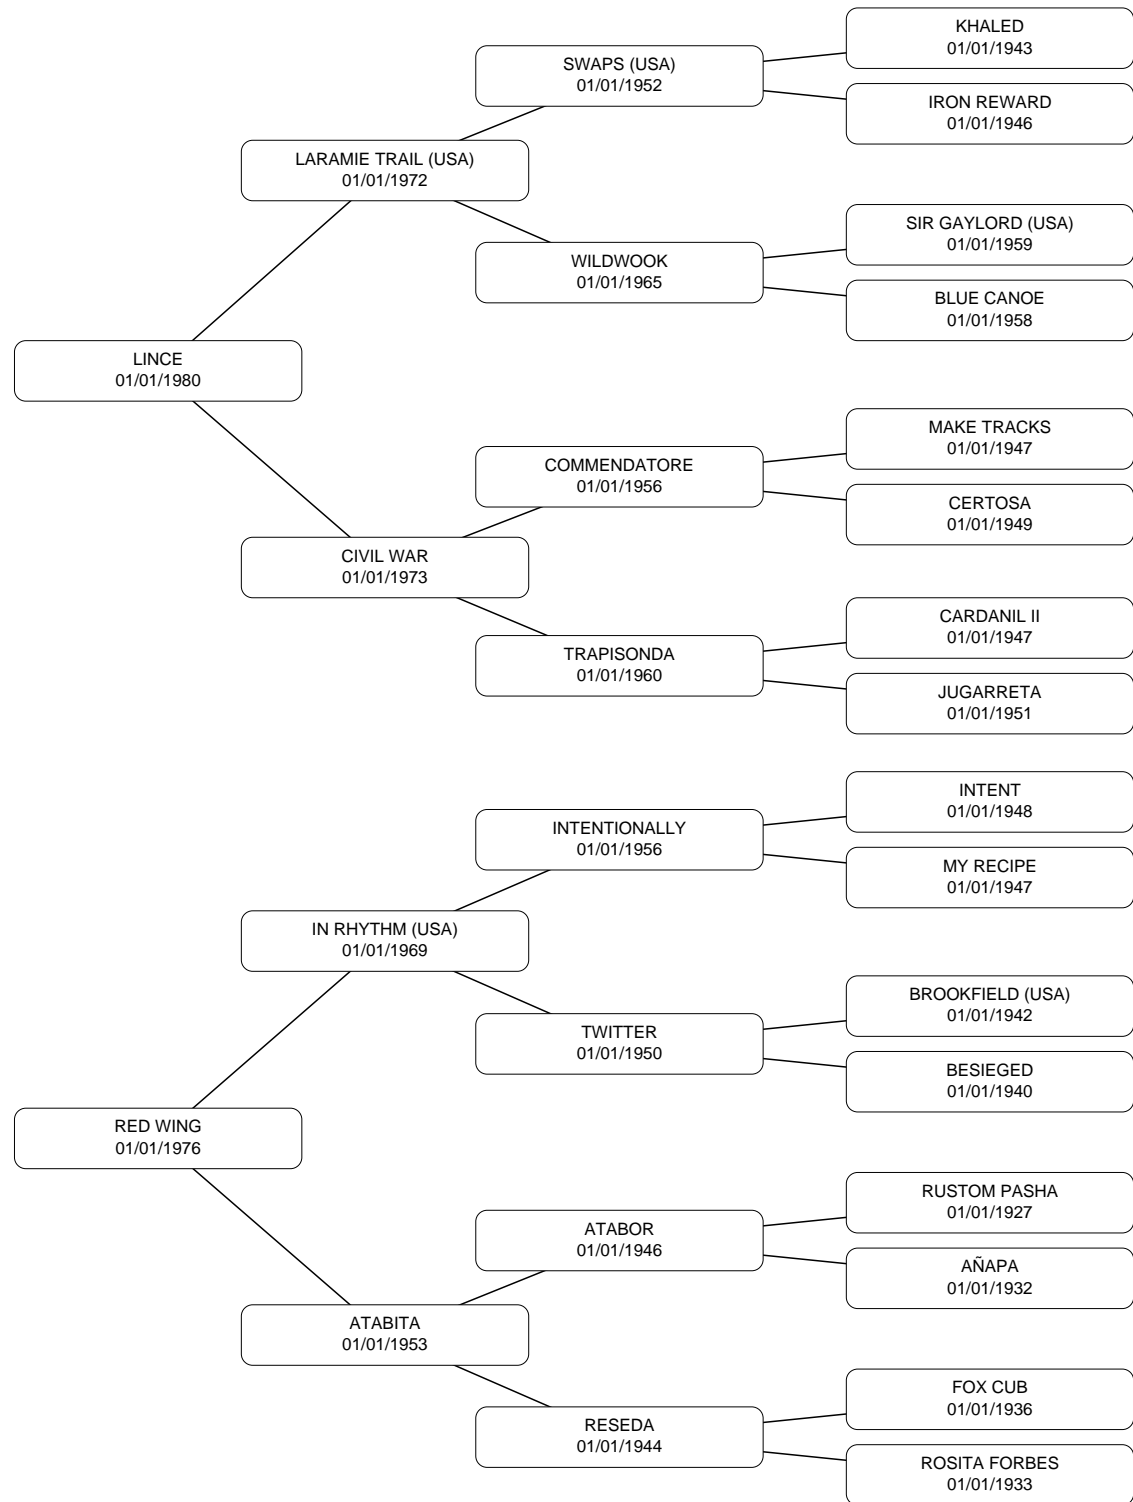 KHALED
01/01/1943
SWAPS (USA)
01/01/1952
IRON REWARD
01/01/1946
LARAMIE TRAIL (USA)
01/01/1972
SIR GAYLORD (USA)
01/01/1959
WILDWOOK
01/01/1965
BLUE CANOE
01/01/1958
LINCE
01/01/1980
MAKE TRACKS
01/01/1947
COMMENDATORE
01/01/1956
CERTOSA
01/01/1949
CIVIL WAR
01/01/1973
CARDANIL II
01/01/1947
TRAPISONDA
01/01/1960
JUGARRETA
01/01/1951
INTENT
01/01/1948
INTENTIONALLY
01/01/1956
MY RECIPE
01/01/1947
IN RHYTHM (USA)
01/01/1969
BROOKFIELD (USA)
01/01/1942
TWITTER
01/01/1950
BESIEGED
01/01/1940
RED WING
01/01/1976
RUSTOM PASHA
01/01/1927
ATABOR
01/01/1946
AÑAPA
01/01/1932
ATABITA
01/01/1953
FOX CUB
01/01/1936
RESEDA
01/01/1944
ROSITA FORBES
01/01/1933